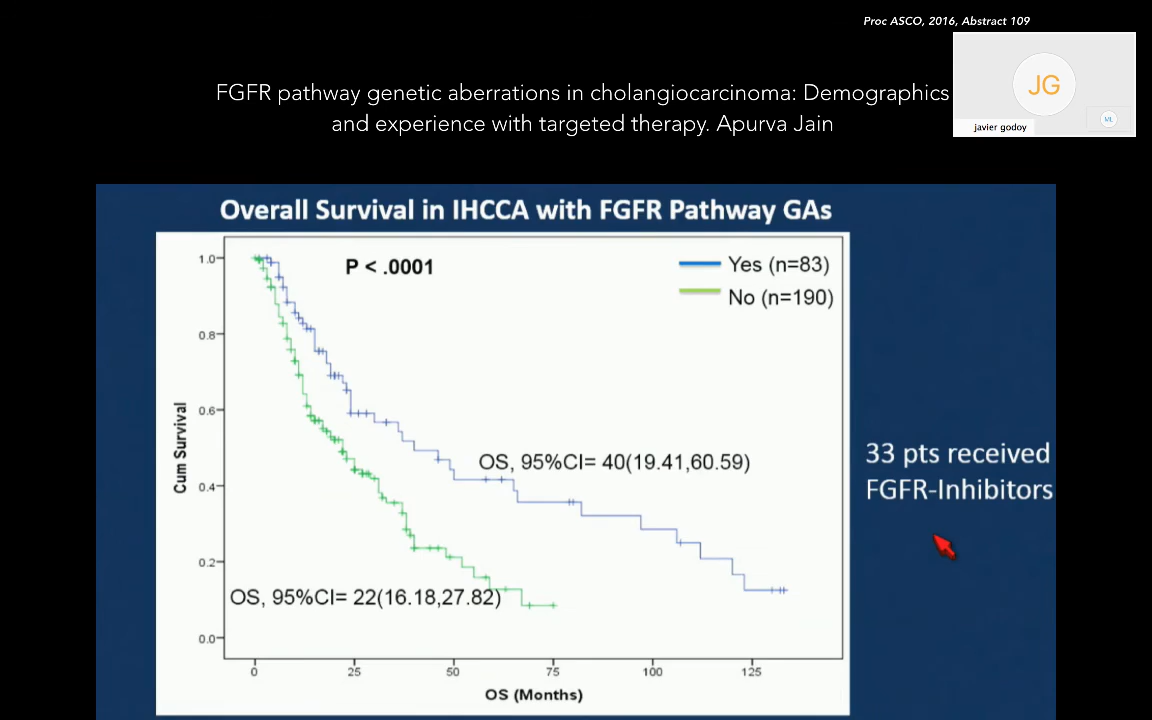 Proc ASCO, 2016, Abstract 109
JG
ML
javier godoy
FGFR pathway genetic aberrations in cholangiocarcinoma: Demographics
and experience with targeted therapy. Apurva Jain
Overall Survival in IHCCA with FGFR Pathway GAs
P < .0001
Yes (n=83)
No (n=190)
1.0
0.8
0.6
0.4
0.2
0.0
Cum Survival
OS, 95%CI= 40(19.41,60.59)
OS, 95%CI= 22(16.18,27.82)
0 25 50 75 100 125
OS (Months)
33 pts received
FGFR-Inhibitors